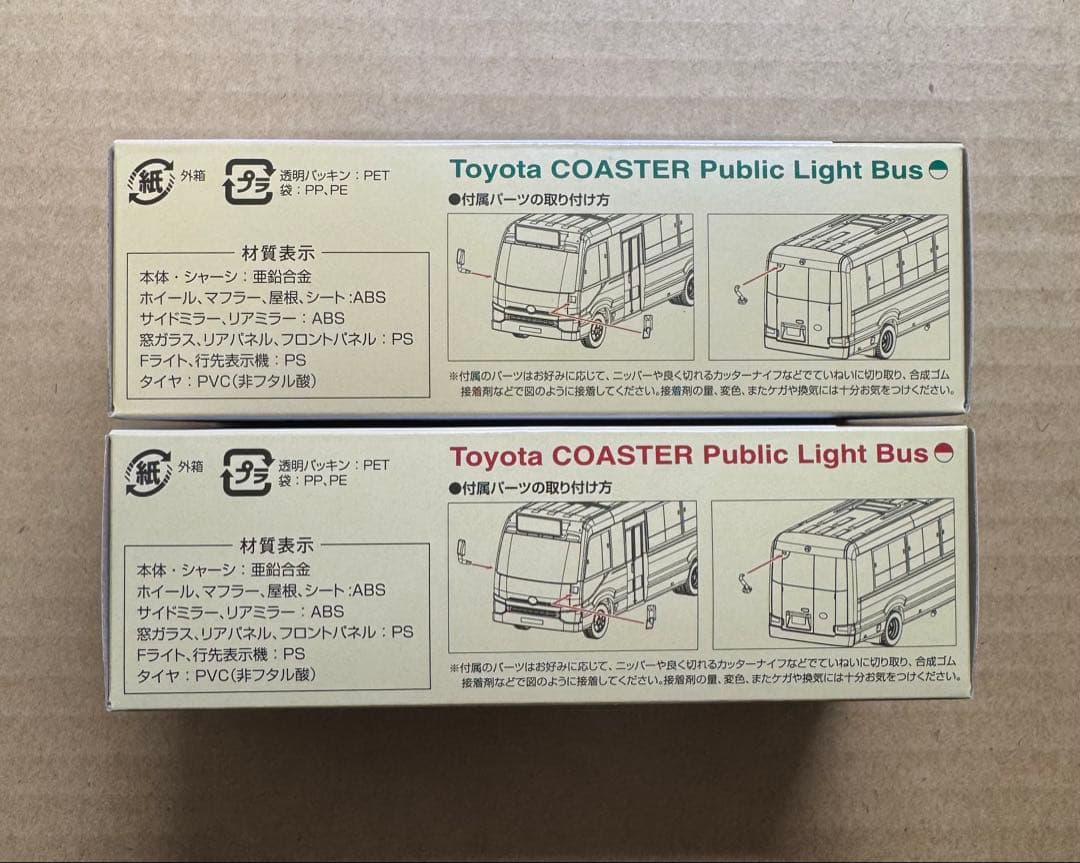 紙 外箱
プラ 透明パッキン：PET
袋：PP、PE
材質表示
本体・シャーシ：亜鉛合金
ホイール、マフラー、屋根、シート：ABS
サイドミラー、リアミラー：ABS
窓ガラス、リアパネル、フロントパネル：PS
Fライト、行先表示機：PS
タイヤ：PVC（非フタル酸）
Toyota COASTER Public Light Bus
●付属パーツの取り付け方
※付属のパーツはお好みに応じて、ニッパーや良く切れるカッターナイフなどでていねいに切り取り、合成ゴム
接着剤などで図のように接着してください。接着剤の量、変色、またケガや換気には十分お気をつけください。
紙 外箱
プラ 透明パッキン：PET
袋：PP、PE
材質表示
本体・シャーシ：亜鉛合金
ホイール、マフラー、屋根、シート：ABS
サイドミラー、リアミラー：ABS
窓ガラス、リアパネル、フロントパネル：PS
Fライト、行先表示機：PS
タイヤ：PVC（非フタル酸）
Toyota COASTER Public Light Bus
●付属パーツの取り付け方
※付属のパーツはお好みに応じて、ニッパーや良く切れるカッターナイフなどでていねいに切り取り、合成ゴム
接着剤などで図のように接着してください。接着剤の量、変色、またケガや換気には十分お気をつけください。